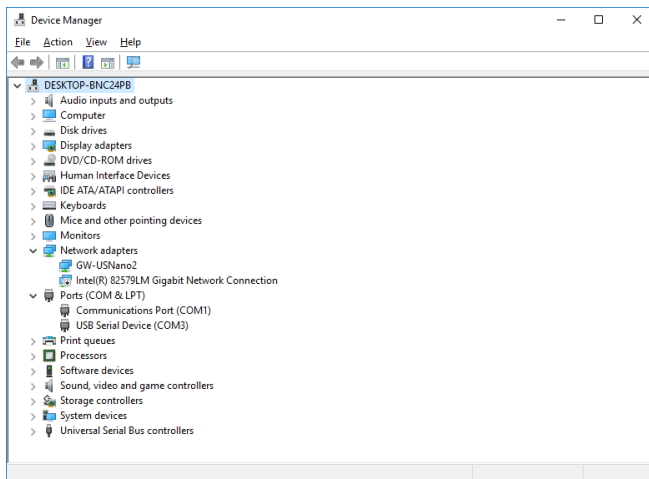 Device Manager
File Action View Help
DESKTOP-BNC24PB
Audio inputs and outputs
Computer
Disk drives
Display adapters
DVD/CD-ROM drives
Human Interface Devices
IDE ATA/ATAPI controllers
Keyboards
Mice and other pointing devices
Monitors
Network adapters
GW-USNano2
Intel(R) 82579LM Gigabit Network Connection
Ports (COM & LPT)
Communications Port (COM1)
USB Serial Device (COM3)
Print queues
Processors
Software devices
Sound, video and game controllers
Storage controllers
System devices
Universal Serial Bus controllers